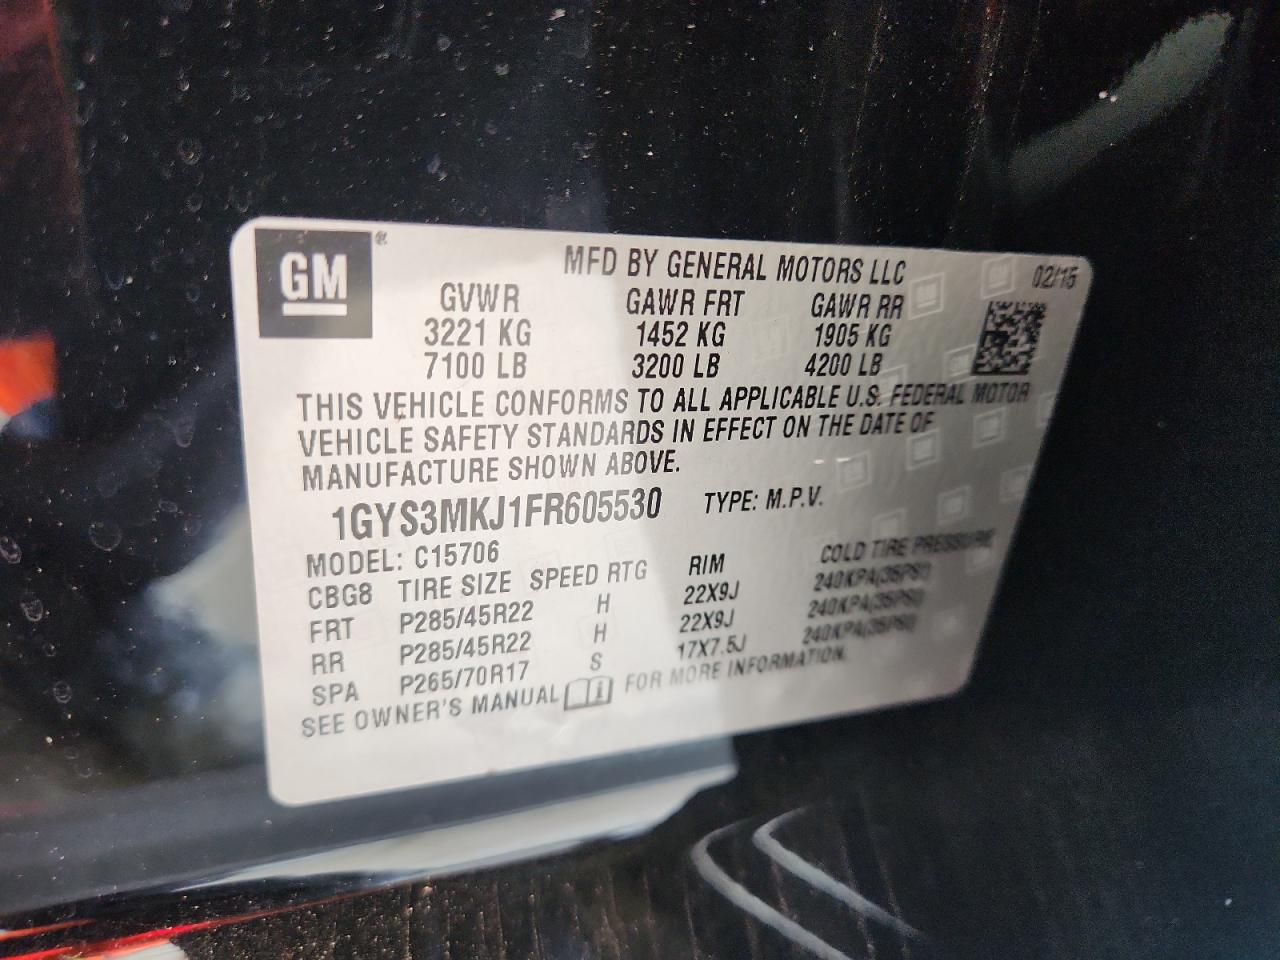 GM®
MFD BY GENERAL MOTORS LLC 02/15
GVWR GAWR FRT GAWR RR
3221 KG 1452 KG 1905 KG
7100 LB 3200 LB 4200 LB
THIS VEHICLE CONFORMS TO ALL APPLICABLE U.S. FEDERAL MOTOR
VEHICLE SAFETY STANDARDS IN EFFECT ON THE DATE OF
MANUFACTURE SHOWN ABOVE.
1GYS3MKJ1FR605530 TYPE: M.P.V.
MODEL: C15706
CBG8 TIRE SIZE SPEED RTG RIM COLD TIRE PRESSURE
FRT P285/45R22 H 22X9J 240KPA(35PSI)
RR P285/45R22 H 22X9J 240KPA(35PSI)
SPA P265/70R17 S 17X7.5J 240KPA(35PSI)
SEE OWNER'S MANUAL FOR MORE INFORMATION.